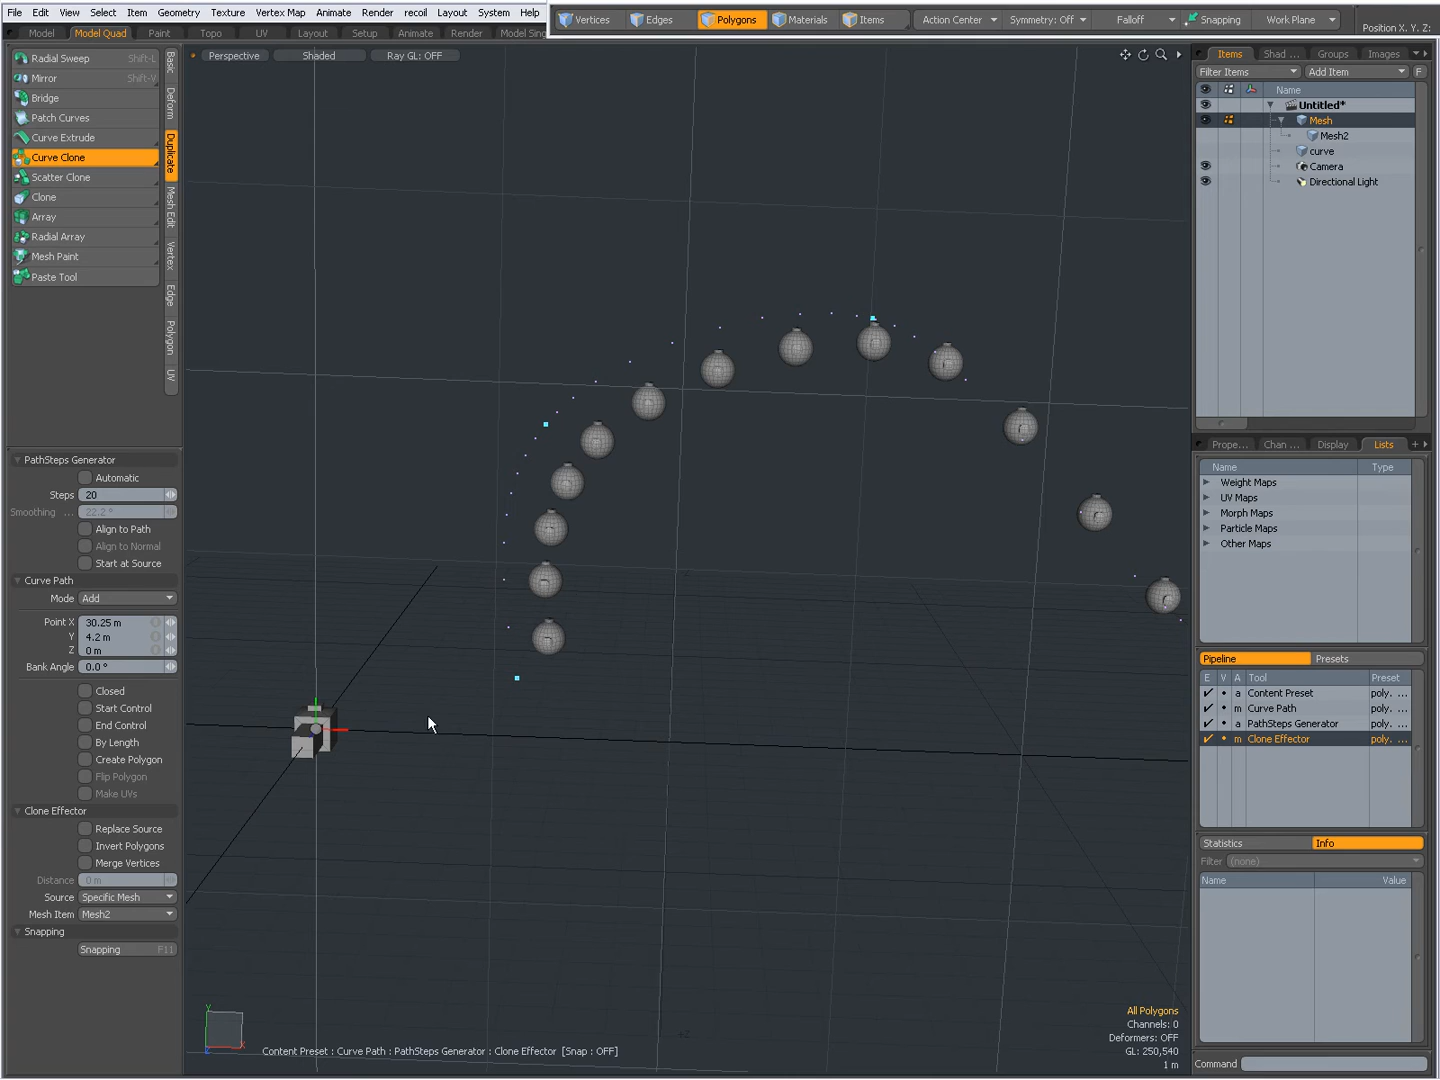 File Edit View Select Item Geometry Texture Vertex Map Animate Render recoil Layout System Help
Vertices Edges Polygons Materials Items Action Center Symmetry: Off Falloff Snapping Work Plane Position X, Y, Z:
Model Model Quad Paint Topo UV Layout Setup Animate Render Model Sing
Radial Sweep Shift-L
Mirror Shift-V
Bridge
Patch Curves
Curve Extrude
Curve Clone
Scatter Clone
Clone
Array
Radial Array
Mesh Paint
Paste Tool
Basic
Deform
Duplicate
Mesh Edit
Vertex
Edge
Polygon
UV
Perspective Shaded Ray GL: OFF
PathSteps Generator
Automatic
Steps 20
Smoothing ... 22.2 °
Align to Path
Align to Normal
Start at Source
Curve Path
Mode Add
Point X 30.25 m
Y 4.2 m
Z 0 m
Bank Angle 0.0 °
Closed
Start Control
End Control
By Length
Create Polygon
Flip Polygon
Make UVs
Clone Effector
Replace Source
Invert Polygons
Merge Vertices
Distance 0 m
Source Specific Mesh
Mesh Item Mesh2
Snapping
Snapping F11
Y
X
Z
+Z
Content Preset : Curve Path : PathSteps Generator : Clone Effector [Snap : OFF]
All Polygons
Channels: 0
Deformers: OFF
GL: 250,540
1 m
Items Shad ... Groups Images
Filter Items Add Item F
Name
Untitled*
Mesh
Mesh2
curve
Camera
Directional Light
Prope... Chan ... Display Lists +
Name Type
Weight Maps
UV Maps
Morph Maps
Particle Maps
Other Maps
Pipeline Presets
E V A Tool Preset
a Content Preset poly. ...
m Curve Path poly. ...
a PathSteps Generator poly. ...
m Clone Effector poly. ...
Statistics Info
Filter (none)
Name Value
Command